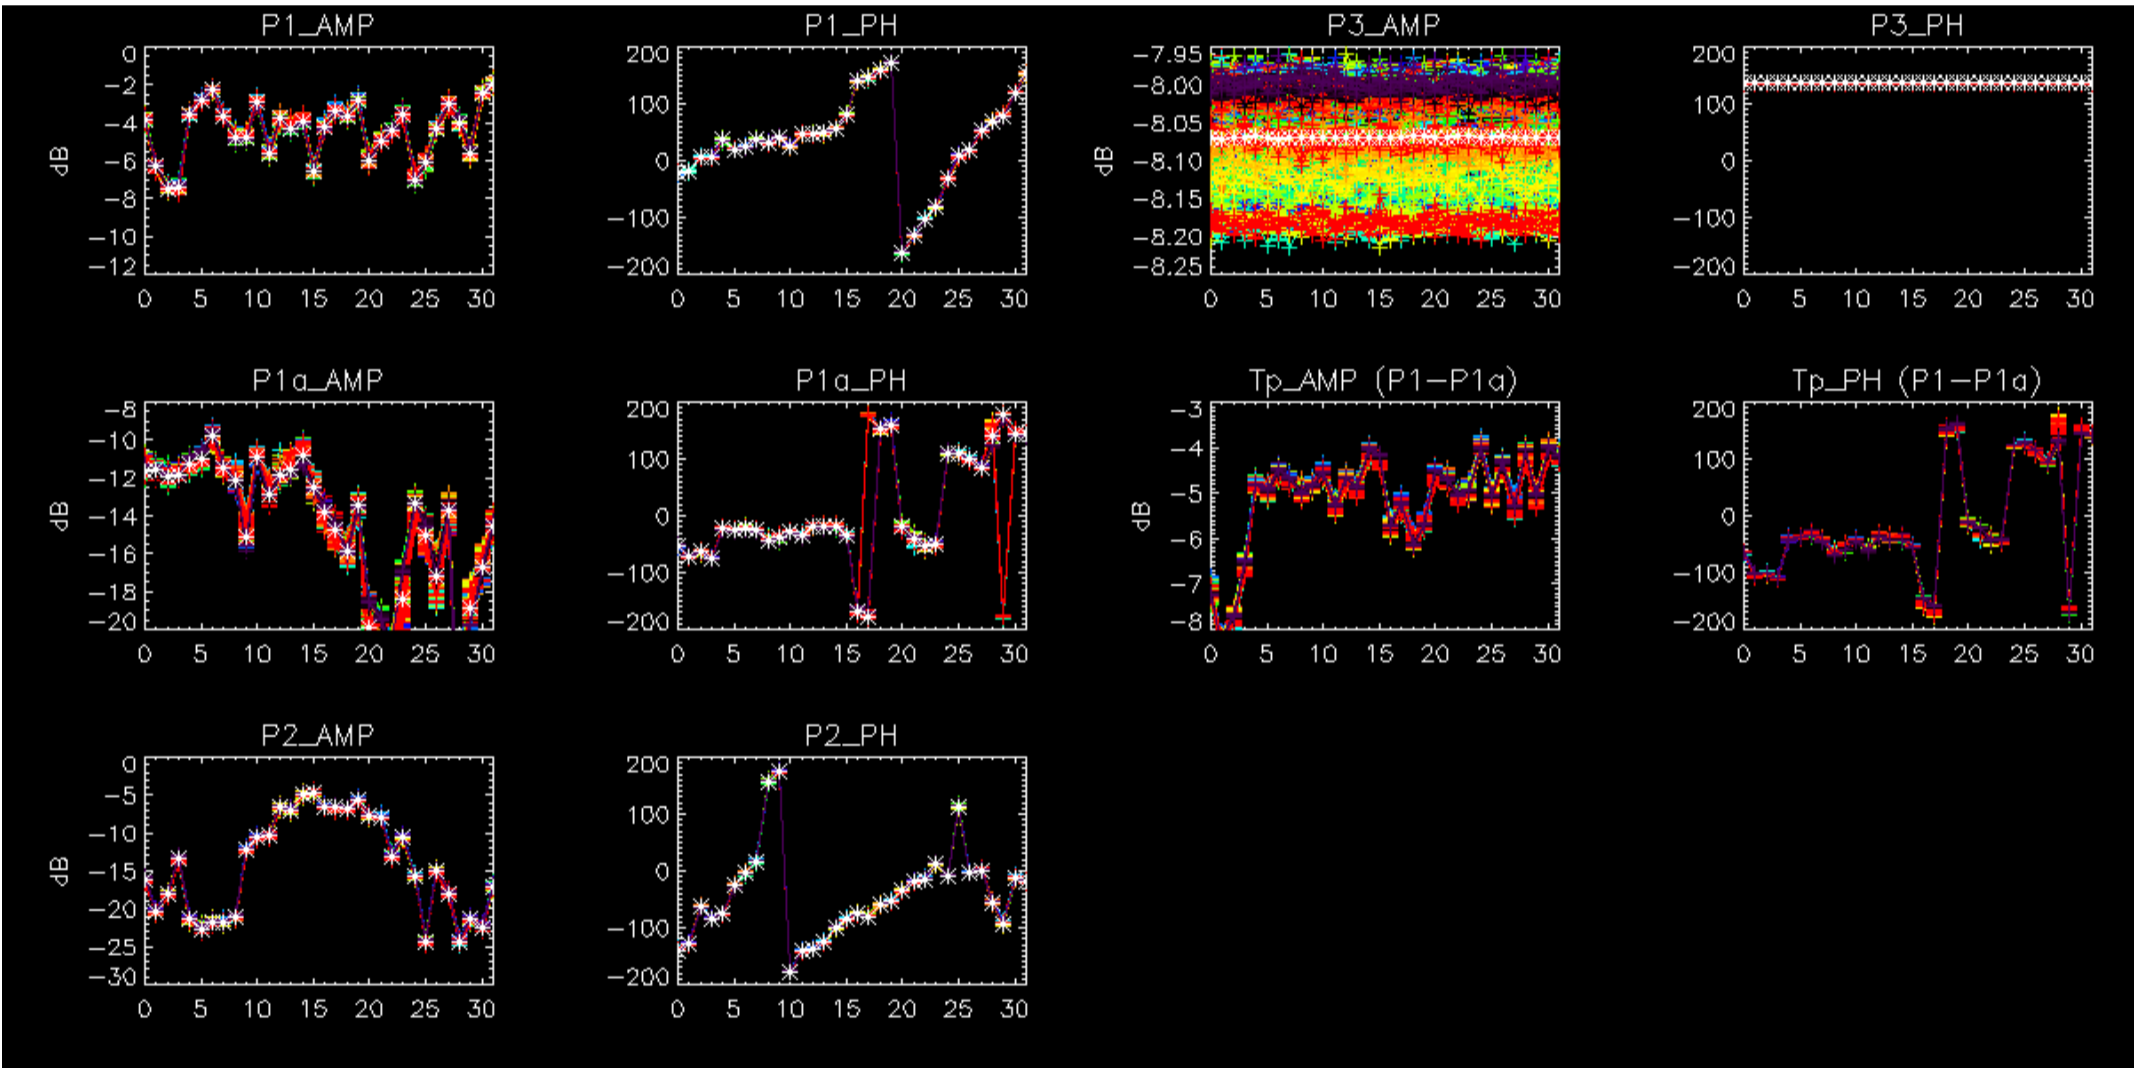 P1_AMP
P1_PH
P3_AMP
P3_PH
dB
0
−2
−4
−6
−8
−10
−12
0 5 10 15 20 25 30
200
100
0
−100
−200
0 5 10 15 20 25 30
dB
−7.95
−8.00
−8.05
−8.10
−8.15
−8.20
−8.25
0 5 10 15 20 25 30
200
100
0
−100
−200
0 5 10 15 20 25 30
P1a_AMP
P1a_PH
Tp_AMP (P1−P1a)
Tp_PH (P1−P1a)
dB
−8
−10
−12
−14
−16
−18
−20
0 5 10 15 20 25 30
200
100
0
−100
−200
0 5 10 15 20 25 30
dB
−3
−4
−5
−6
−7
−8
0 5 10 15 20 25 30
200
100
0
−100
−200
0 5 10 15 20 25 30
P2_AMP
P2_PH
dB
0
−5
−10
−15
−20
−25
−30
0 5 10 15 20 25 30
200
100
0
−100
−200
0 5 10 15 20 25 30